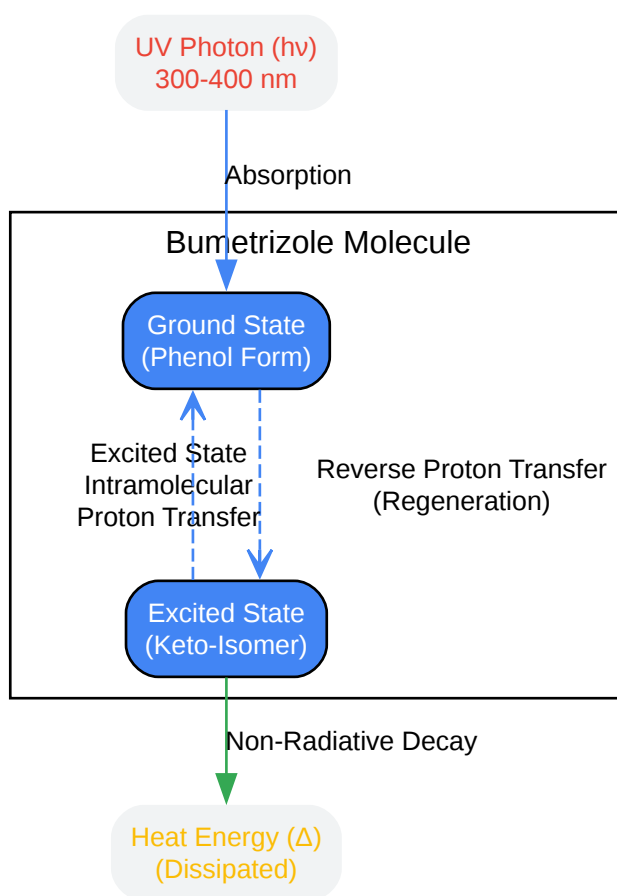 UV Photon (hν)
300-400 nm
Absorption
Bumetrizole Molecule
Ground State
(Phenol Form)
Excited State
Intramolecular
Proton Transfer
Reverse Proton Transfer
(Regeneration)
Excited State
(Keto-Isomer)
Non-Radiative Decay
Heat Energy (Δ)
(Dissipated)